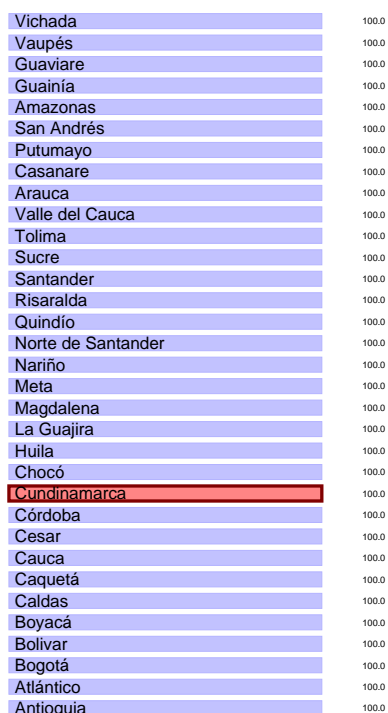 Vichada 100.0
Vaupés 100.0
Guaviare 100.0
Guainía 100.0
Amazonas 100.0
San Andrés 100.0
Putumayo 100.0
Casanare 100.0
Arauca 100.0
Valle del Cauca 100.0
Tolima 100.0
Sucre 100.0
Santander 100.0
Risaralda 100.0
Quindío 100.0
Norte de Santander 100.0
Nariño 100.0
Meta 100.0
Magdalena 100.0
La Guajira 100.0
Huila 100.0
Chocó 100.0
Cundinamarca 100.0
Córdoba 100.0
Cesar 100.0
Cauca 100.0
Caquetá 100.0
Caldas 100.0
Boyacá 100.0
Bolivar 100.0
Bogotá 100.0
Atlántico 100.0
Antioquia 100.0